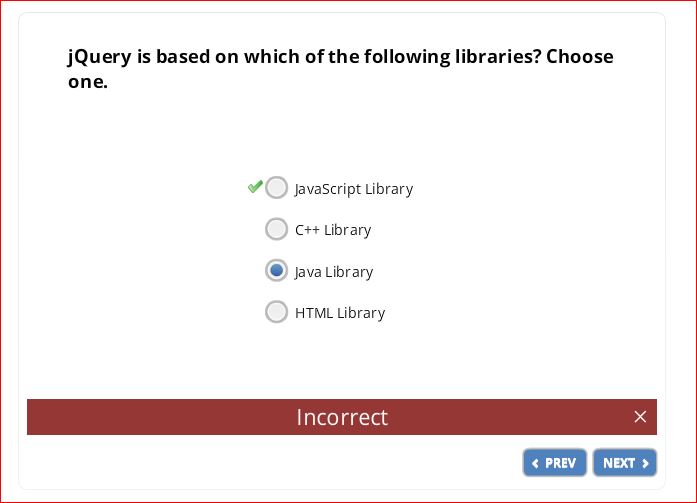 jQuery is based on which of the following libraries? Choose
one.
JavaScript Library
C++ Library
Java Library
HTML Library
Incorrect
PREV
NEXT